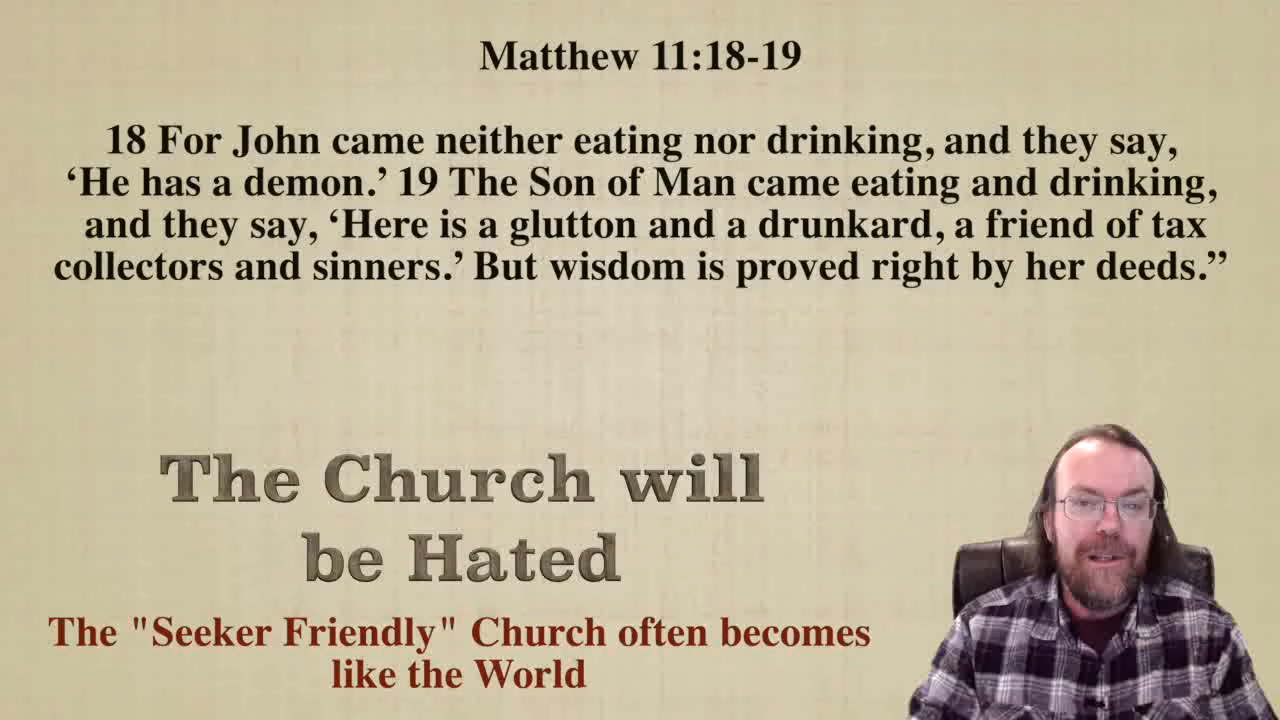 Matthew 11:18-19
18 For John came neither eating nor drinking, and they say,
‘He has a demon.’ 19 The Son of Man came eating and drinking,
and they say, ‘Here is a glutton and a drunkard, a friend of tax
collectors and sinners.’ But wisdom is proved right by her deeds.”
The Church will
be Hated
The "Seeker Friendly" Church often becomes
like the World